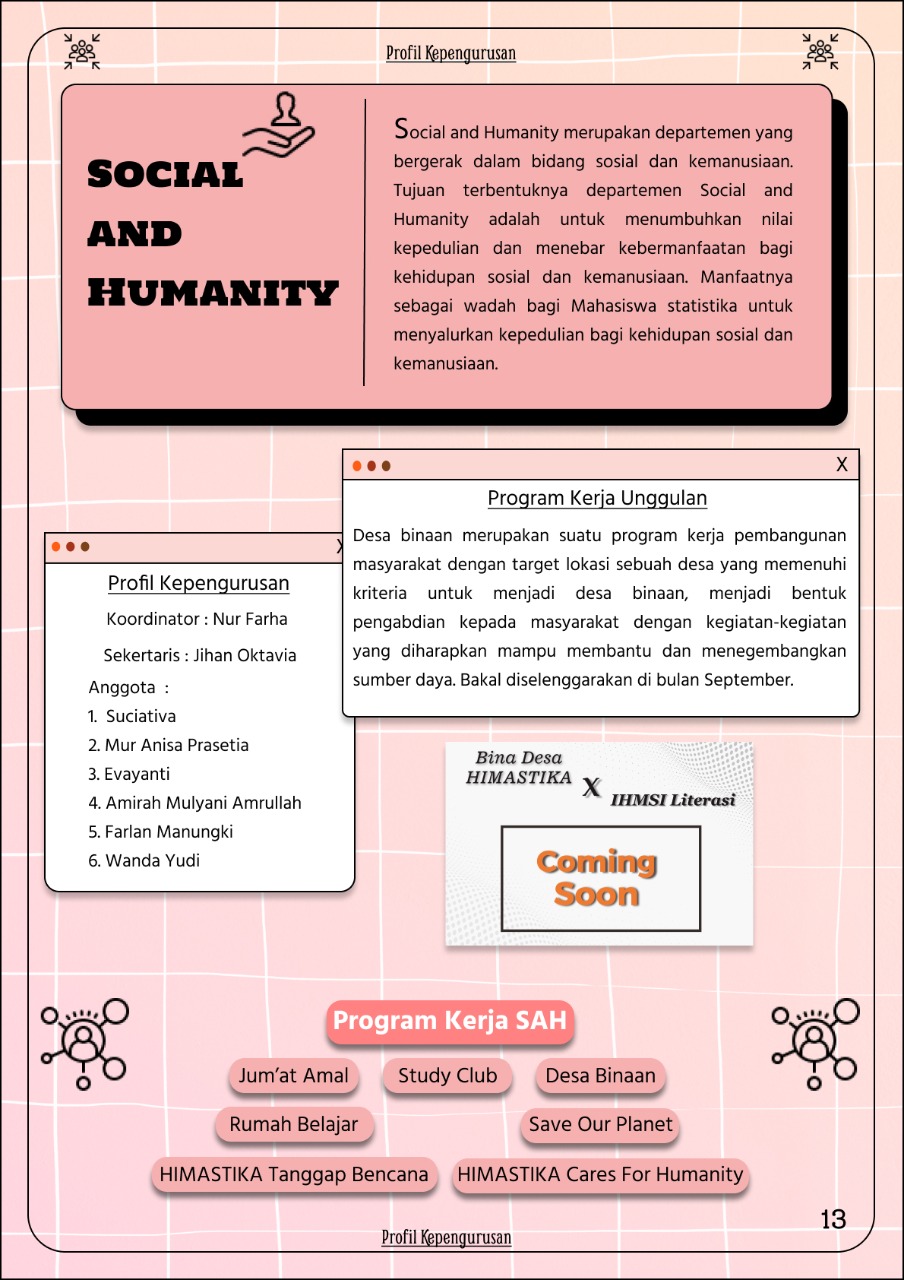 Profil Kepengurusan
Social
and
Humanity
Social and Humanity merupakan departemen yang
bergerak dalam bidang sosial dan kemanusiaan.
Tujuan terbentuknya departemen Social and
Humanity adalah untuk menumbuhkan nilai
kepedulian dan menebar kebermanfaatan bagi
kehidupan sosial dan kemanusiaan. Manfaatnya
sebagai wadah bagi Mahasiswa statistika untuk
menyalurkan kepedulian bagi kehidupan sosial dan
kemanusiaan.
X
Program Kerja Unggulan
Desa binaan merupakan suatu program kerja pembangunan
masyarakat dengan target lokasi sebuah desa yang memenuhi
kriteria untuk menjadi desa binaan, menjadi bentuk
pengabdian kepada masyarakat dengan kegiatan-kegiatan
yang diharapkan mampu membantu dan menegembangkan
sumber daya. Bakal diselenggarakan di bulan September.
X
Profil Kepengurusan
Koordinator : Nur Farha
Sekertaris : Jihan Oktavia
Anggota :
1. Suciativa
2. Mur Anisa Prasetia
3. Evayanti
4. Amirah Mulyani Amrullah
5. Farlan Manungki
6. Wanda Yudi
Bina Desa
HIMASTIKA
X
IHMSI Literasi
Coming
Soon
Program Kerja SAH
Jum'at Amal
Study Club
Desa Binaan
Rumah Belajar
Save Our Planet
HIMASTIKA Tanggap Bencana
HIMASTIKA Cares For Humanity
13
Profil Kepengurusan